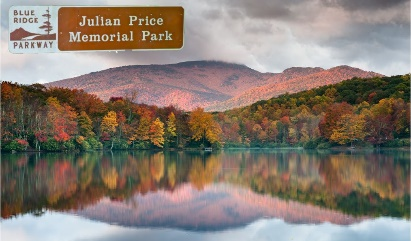 BLUE
RIDGE
PARKWAY
Julian Price
Memorial Park